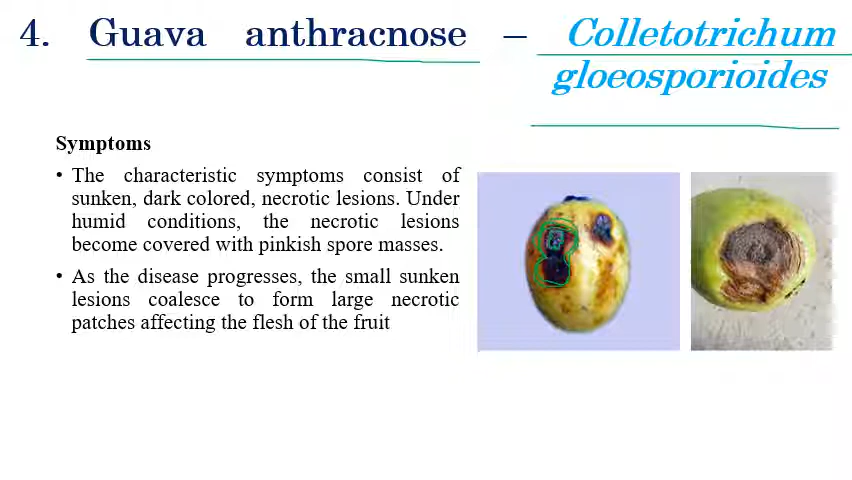 4. Guava anthracnose – Colletotrichum
gloeosporioides
Symptoms
• The characteristic symptoms consist of
sunken, dark colored, necrotic lesions. Under
humid conditions, the necrotic lesions
become covered with pinkish spore masses.
• As the disease progresses, the small sunken
lesions coalesce to form large necrotic
patches affecting the flesh of the fruit